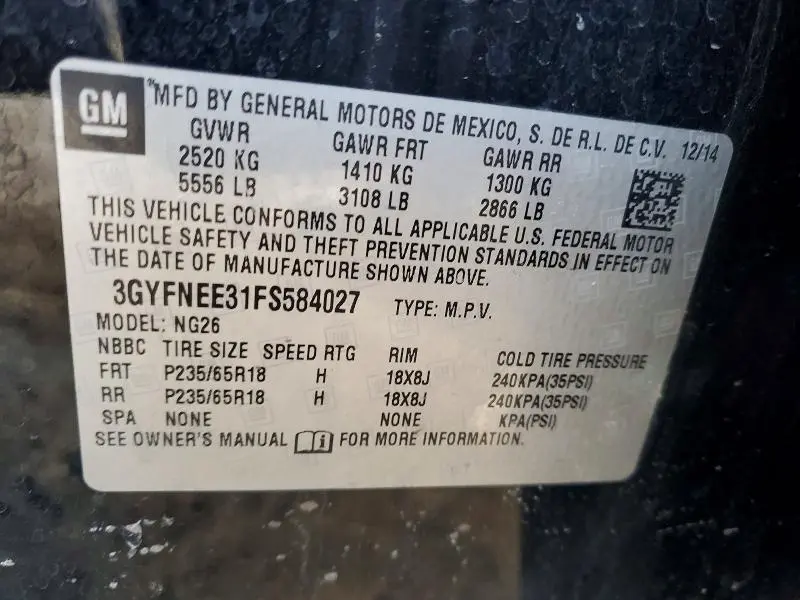 GM
MFD BY GENERAL MOTORS DE MEXICO, S. DE R.L. DE C.V. 12/14
GVWR GAWR FRT GAWR RR
2520 KG 1410 KG 1300 KG
5556 LB 3108 LB 2866 LB
THIS VEHICLE CONFORMS TO ALL APPLICABLE U.S. FEDERAL MOTOR
VEHICLE SAFETY AND THEFT PREVENTION STANDARDS IN EFFECT ON
THE DATE OF MANUFACTURE SHOWN ABOVE.
3GYFNEE31FS584027 TYPE: M.P.V.
MODEL: NG26
NBBC TIRE SIZE SPEED RTG RIM COLD TIRE PRESSURE
FRT P235/65R18 H 18X8J 240KPA(35PSI)
RR P235/65R18 H 18X8J 240KPA(35PSI)
SPA NONE NONE KPA(PSI)
SEE OWNER'S MANUAL i FOR MORE INFORMATION.